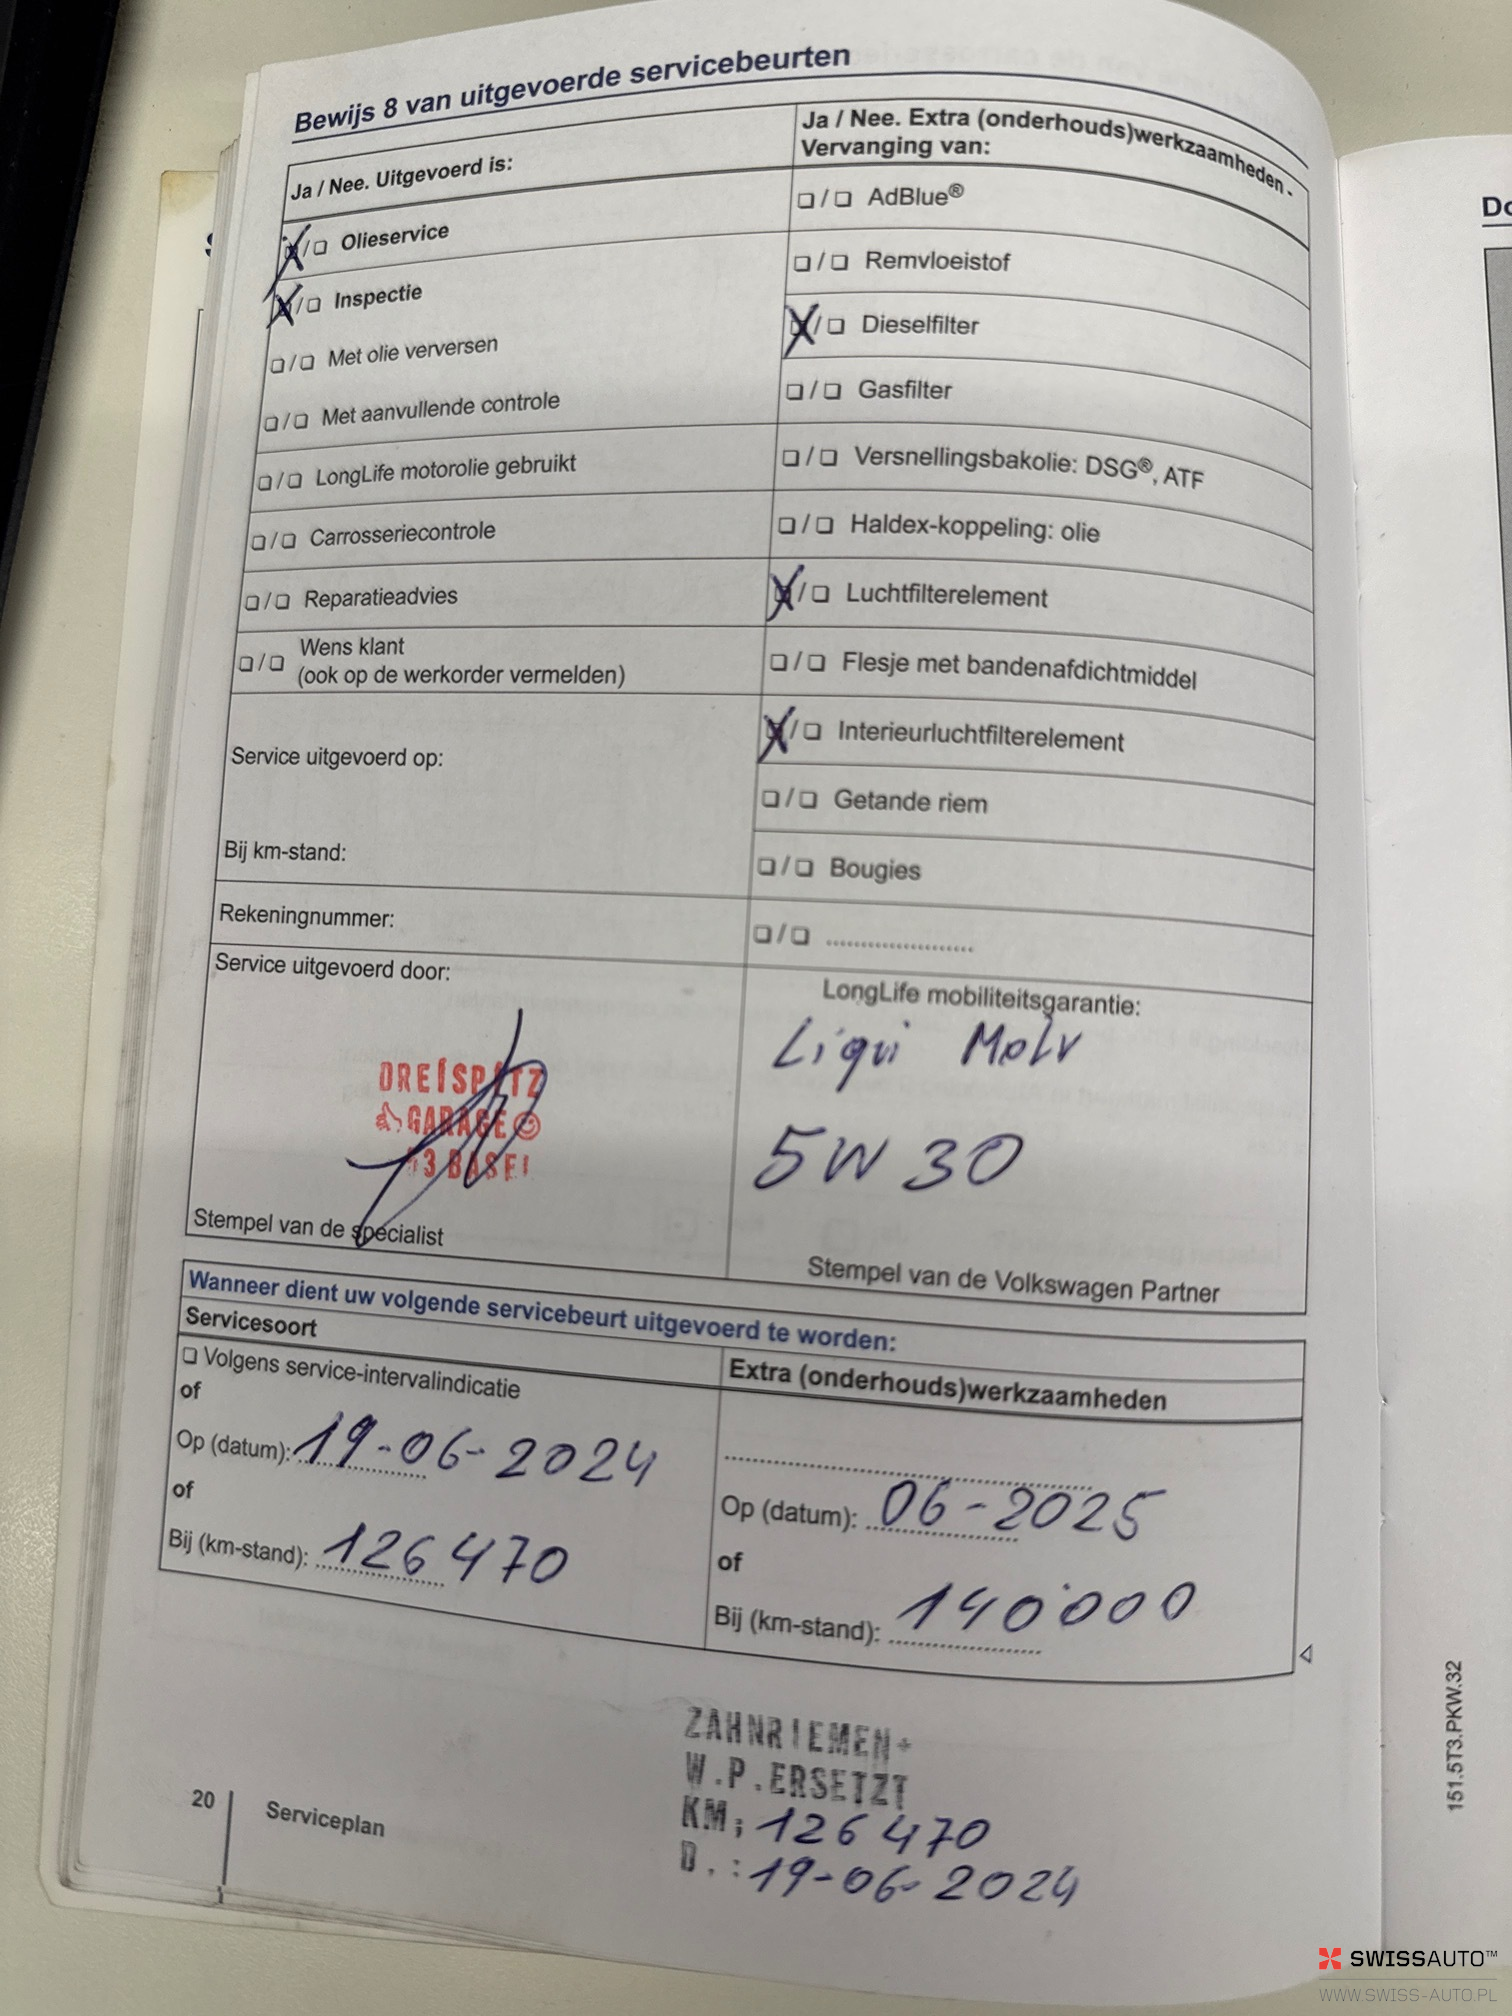 Bewijs 8 van uitgevoerde servicebeurten
Ja / Nee. Uitgevoerd is:
❏ / ❏ Olieservice
❏ / ❏ Inspectie
❏ / ❏ Met olie verversen
❏ / ❏ Met aanvullende controle
❏ / ❏ LongLife motorolie gebruikt
❏ / ❏ Carrosseriecontrole
❏ / ❏ Reparatieadvies
❏ / ❏ Wens klant
(ook op de werkorder vermelden)
Service uitgevoerd op:
Bij km-stand:
Rekeningnummer:
Service uitgevoerd door:
DREISPITZ
GARAGE
53 BASEL
Stempel van de specialist
Ja / Nee. Extra (onderhouds)werkzaamheden -
Vervanging van:
❏ / ❏ AdBlue®
❏ / ❏ Remvloeistof
❏ / ❏ Dieselfilter
❏ / ❏ Gasfilter
❏ / ❏ Versnellingsbakolie: DSG®, ATF
❏ / ❏ Haldex-koppeling: olie
❏ / ❏ Luchtfilterelement
❏ / ❏ Flesje met bandenafdichtmiddel
❏ / ❏ Interieurluchtfilterelement
❏ / ❏ Getande riem
❏ / ❏ Bougies
❏ / ❏ .....................
LongLife mobiliteitsgarantie:
Liqui Molv
5W 30
Stempel van de Volkswagen Partner
Wanneer dient uw volgende servicebeurt uitgevoerd te worden:
Servicesoort
❏ Volgens service-intervalindicatie
of
Op (datum): 19-06-2024
of
Bij (km-stand): 126470
Extra (onderhouds)werkzaamheden
Op (datum): 06-2025
of
Bij (km-stand): 140'000
ZAHNRIEMEN+
W.P.ERSETZT
KM; 126470
D.: 19-06-2024
20 Serviceplan
151.5T3.PKW.32
Do
SWISSAUTO™
WWW.SWISS-AUTO.PL